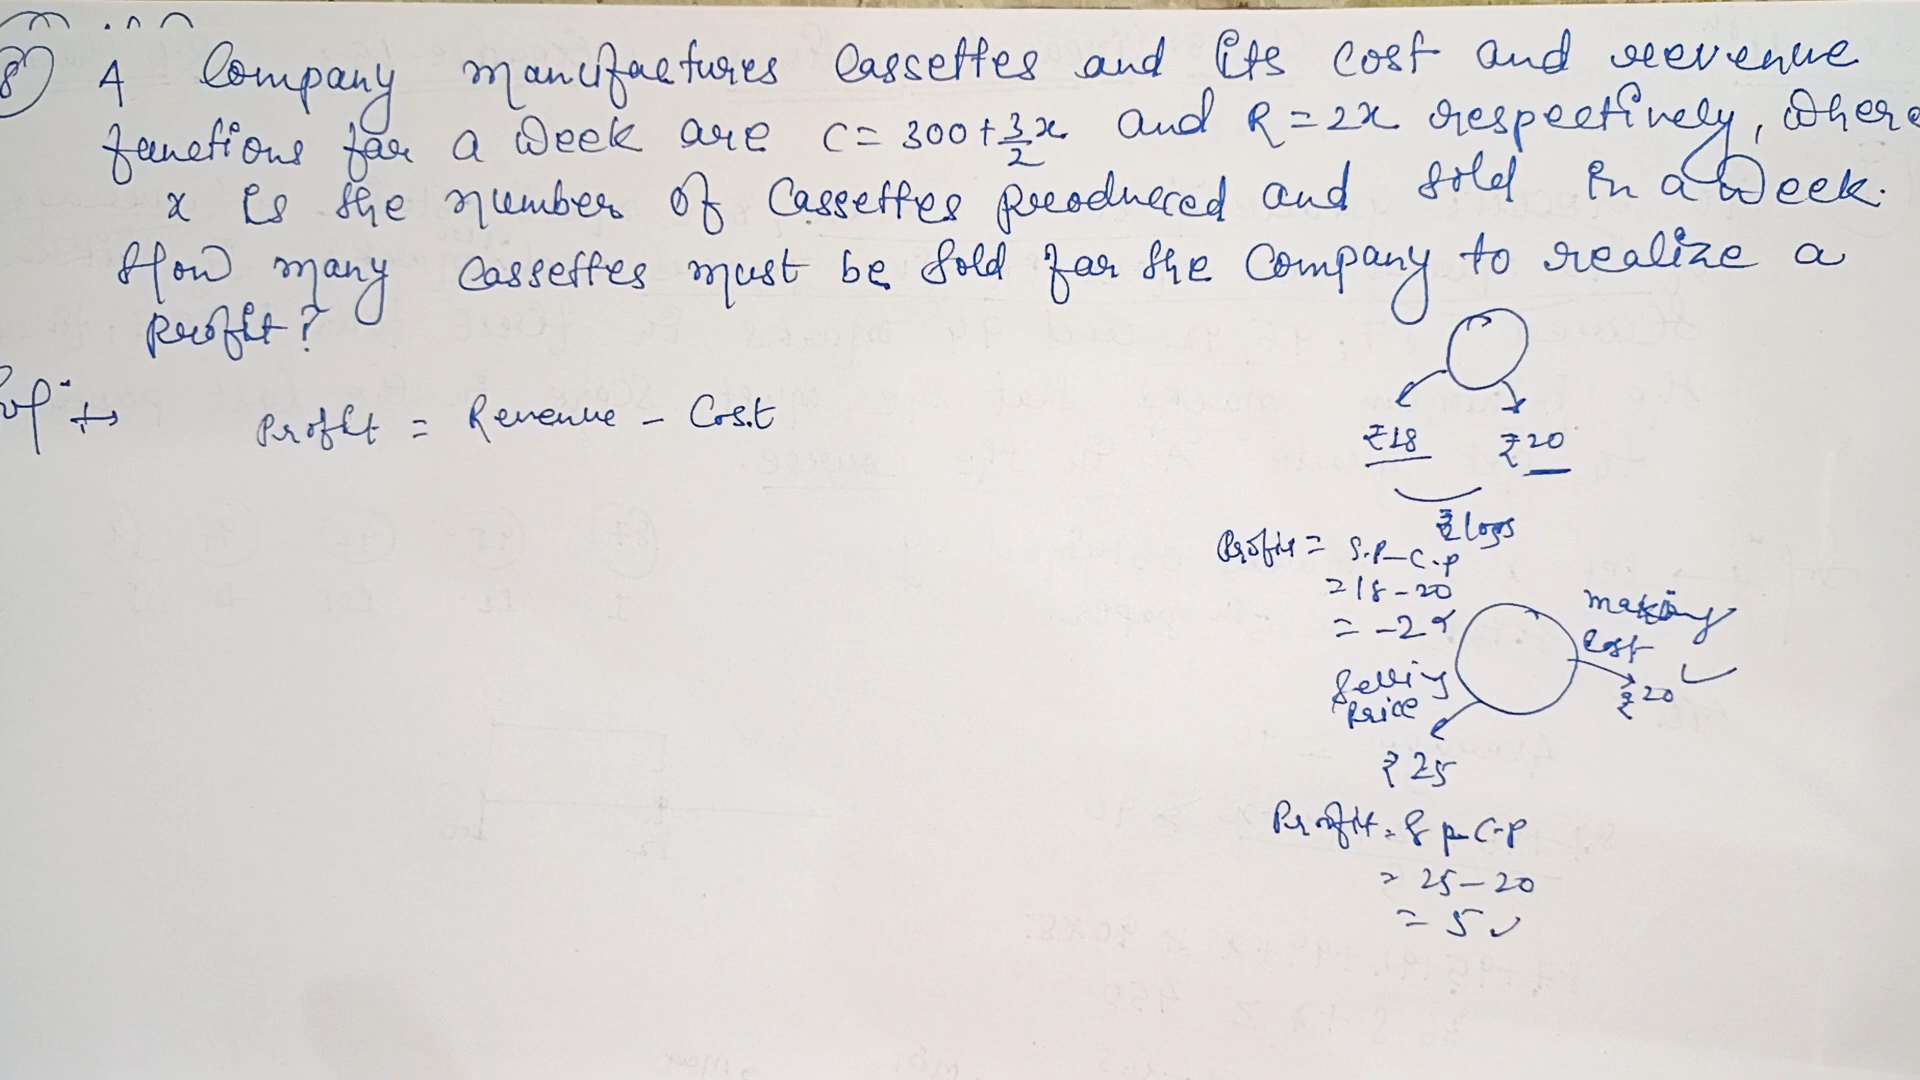 8) A Company manufactures Cassettes and its cost and revenue
functions for a week are C = 300 + 3/2 x and R = 2x respectively, where
x is the number of Cassettes produced and sold in a week.
How many cassettes must be sold for the Company to realize a
profit?
Sol^n :→ Profit = Revenue - Cost
₹18 ₹20
₹2 loss
Profit = S.P - C.P
= 18 - 20
= -2
making
Cost
₹20
Selling
Price
₹25
Profit = S.P - C.P
= 25 - 20
= 5 ✓